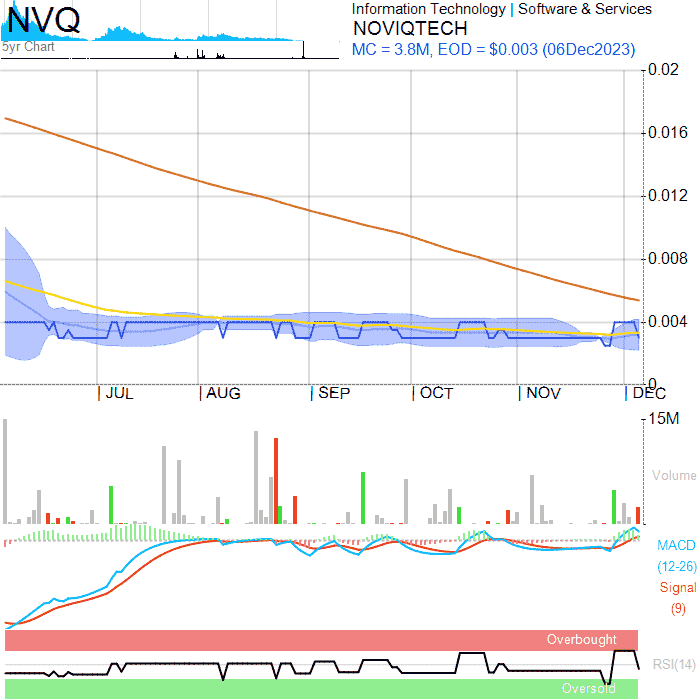 NVQ
5yr Chart
Information Technology | Software & Services
NOVIQTECH
MC = 3.8M, EOD = $0.003 (06Dec2023)
0.02
0.016
0.012
0.008
0.004
0
JUL AUG SEP OCT NOV DEC
15M
Volume
MACD
(12-26)
Signal
(9)
Overbought
RSI(14)
Oversold